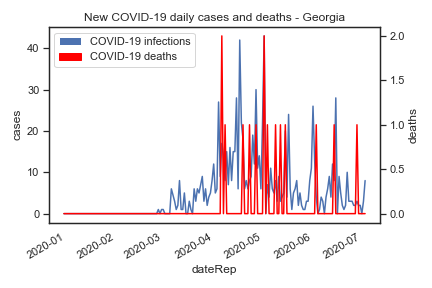 New COVID-19 daily cases and deaths - Georgia
COVID-19 infections
COVID-19 deaths
40
30
20
10
0
cases
2.0
1.5
1.0
0.5
0.0
deaths
2020-01
2020-02
2020-03
2020-04
2020-05
2020-06
2020-07
dateRep